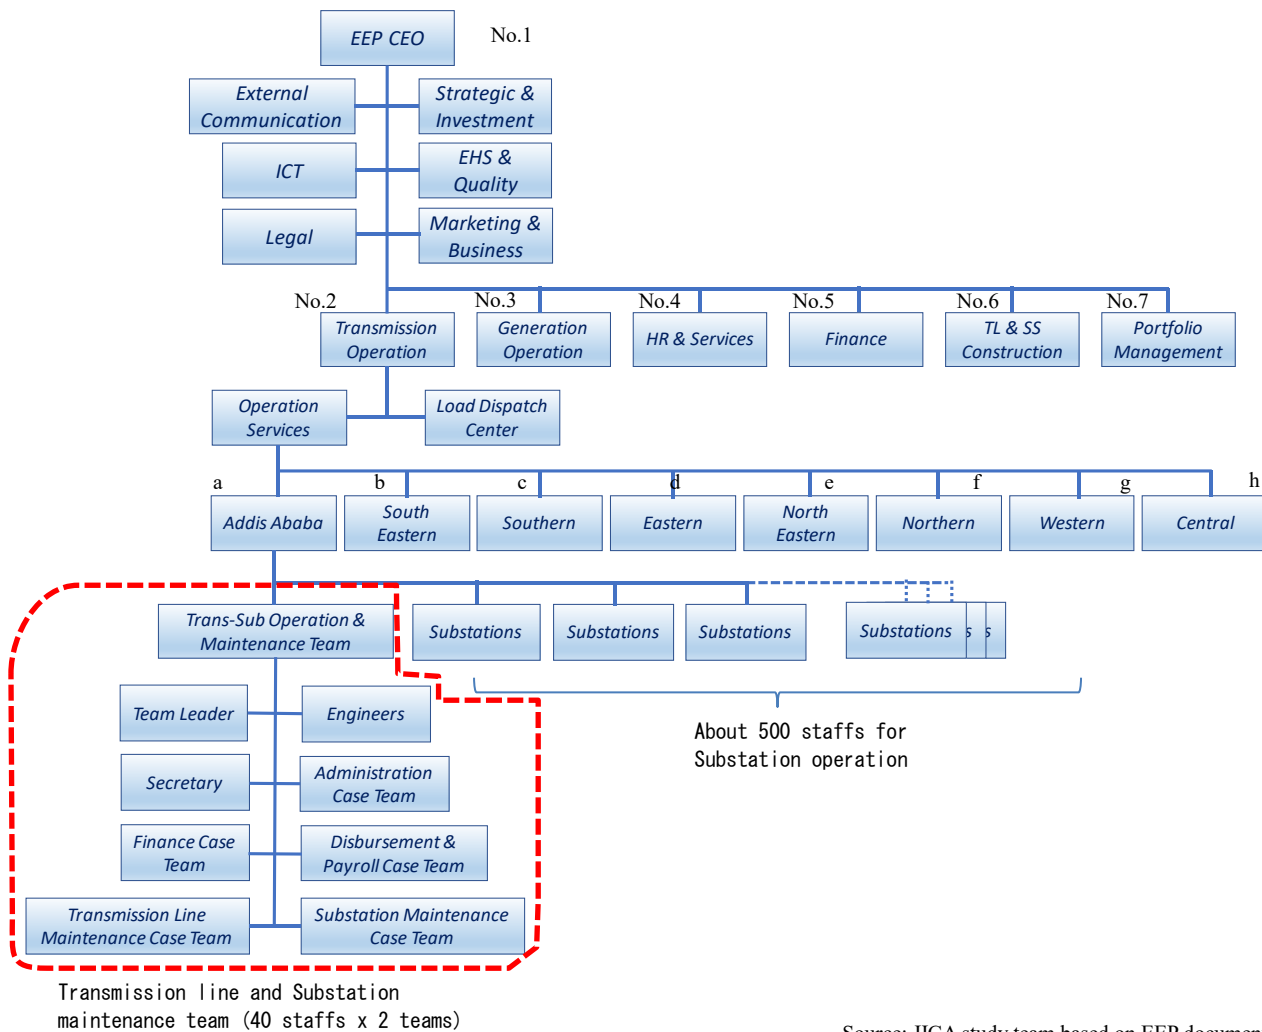 EEP CEO
No.1
External
Communication
Strategic &
Investment
ICT
EHS &
Quality
Legal
Marketing &
Business
No.2
No.3
No.4
No.5
No.6
No.7
Transmission
Operation
Generation
Operation
HR & Services
Finance
TL & SS
Construction
Portfolio
Management
Operation
Services
Load Dispatch
Center
a
b
c
d
e
f
g
h
Addis Ababa
South
Eastern
Southern
Eastern
North
Eastern
Northern
Western
Central
Trans-Sub Operation &
Maintenance Team
Substations
Substations
Substations
Substations
s
s
Team Leader
Engineers
About 500 staffs for
Substation operation
Secretary
Administration
Case Team
Finance Case
Team
Disbursement &
Payroll Case Team
Transmission Line
Maintenance Case Team
Substation Maintenance
Case Team
Transmission line and Substation
maintenance team (40 staffs x 2 teams)